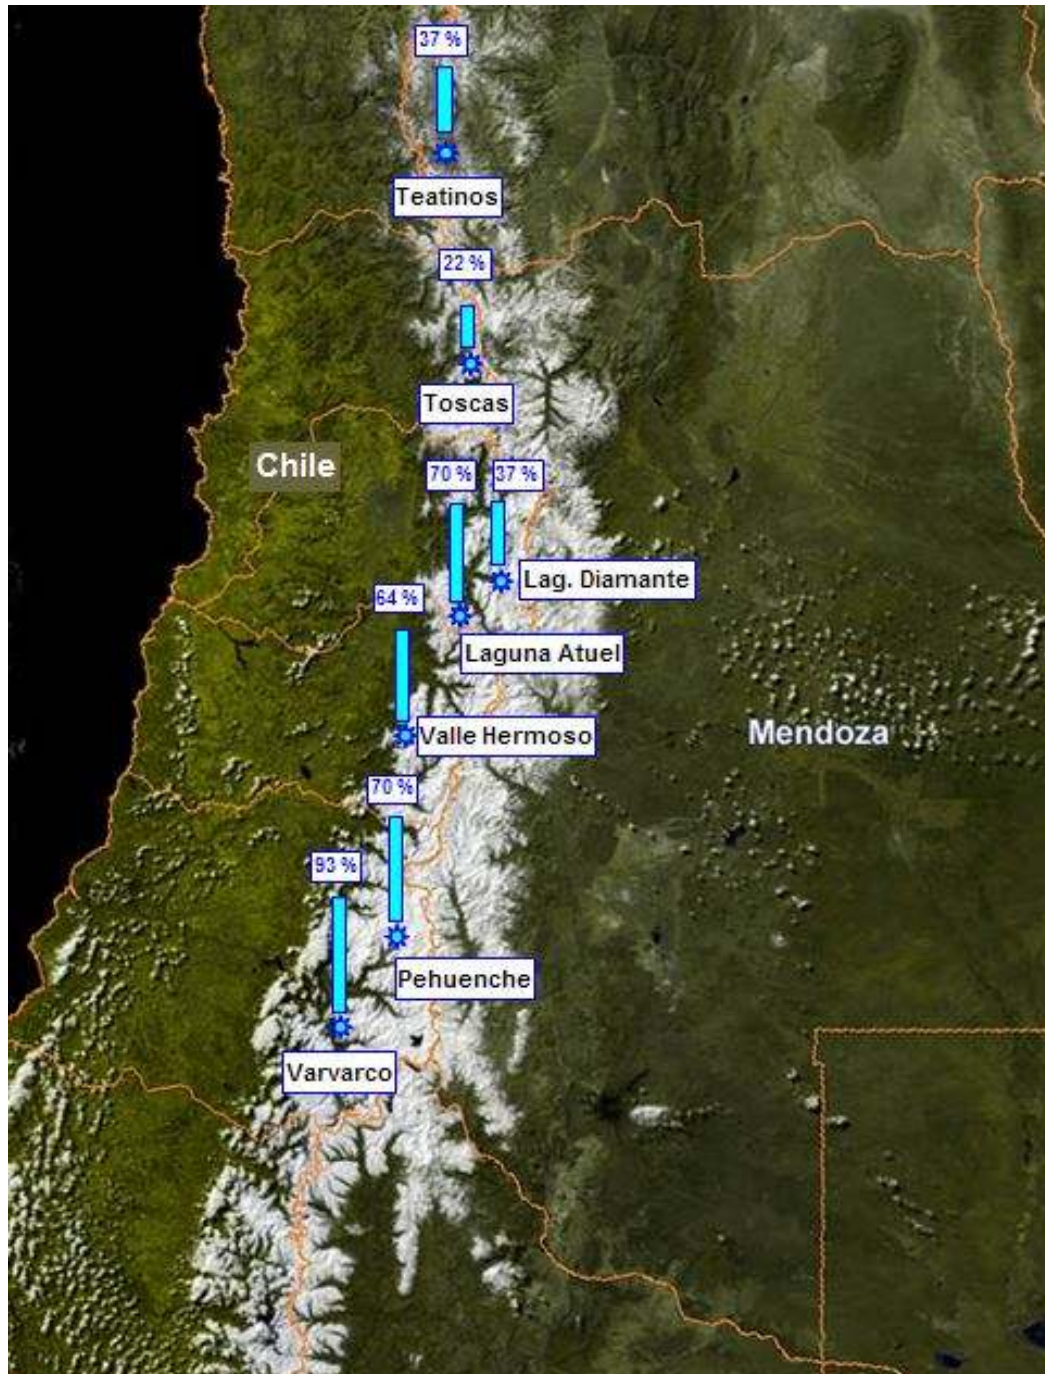 37 %
Teatinos
22 %
Toscas
Chile
70 %
37 %
Lag. Diamante
64 %
Laguna Atuel
Valle Hermoso
Mendoza
70 %
93 %
Pehuenche
Varvarco